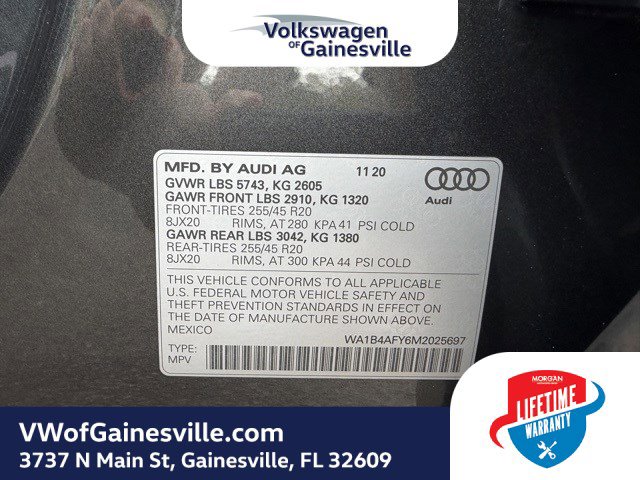 Volkswagen
OF Gainesville
MFD. BY AUDI AG 11 20
GVWR LBS 5743, KG 2605
GAWR FRONT LBS 2910, KG 1320
FRONT-TIRES 255/45 R20
8JX20 RIMS, AT 280 KPA 41 PSI COLD
GAWR REAR LBS 3042, KG 1380
REAR-TIRES 255/45 R20
8JX20 RIMS, AT 300 KPA 44 PSI COLD
Audi
THIS VEHICLE CONFORMS TO ALL APPLICABLE
U.S. FEDERAL MOTOR VEHICLE SAFETY AND
THEFT PREVENTION STANDARDS IN EFFECT
ON THE DATE OF MANUFACTURE SHOWN ABOVE.
MEXICO
WA1B4AFY6M2025697
TYPE:
MPV
VWofGainesville.com
3737 N Main St, Gainesville, FL 32609
MORGAN
LIFETIME
WARRANTY